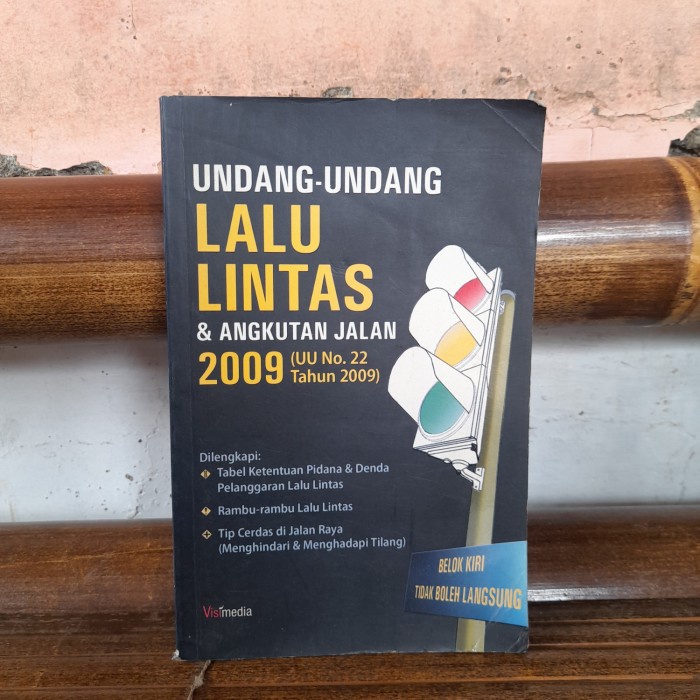 UNDANG-UNDANG
LALU
LINTAS
& ANGKUTAN JALAN
2009 (UU No. 22
Tahun 2009)
Dilengkapi:
Tabel Ketentuan Pidana & Denda
Pelanggaran Lalu Lintas
Rambu-rambu Lalu Lintas
Tip Cerdas di Jalan Raya
(Menghindari & Menghadapi Tilang)
BELOK KIRI
TIDAK BOLEH LANGSUNG
Visimedia